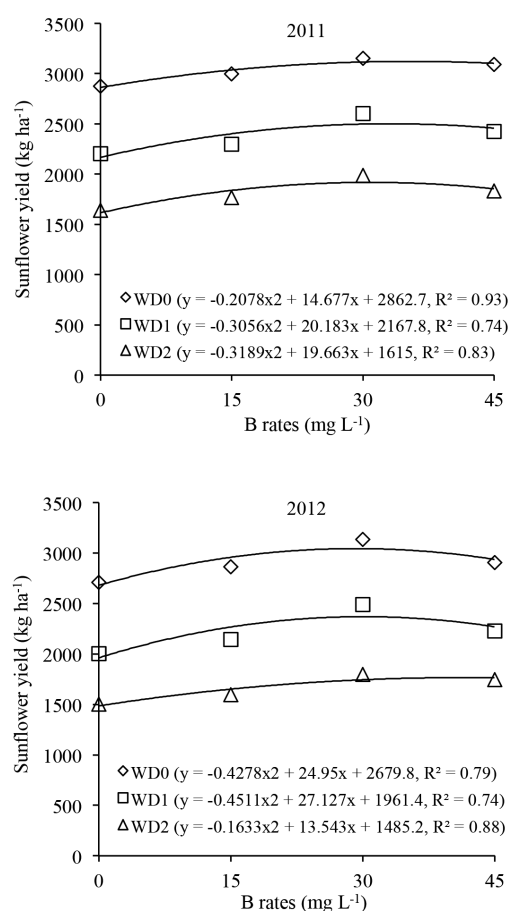 2011
3500
3000
2500
2000
1500
1000
500
0
Sunflower yield (kg ha⁻¹)
WD0 (y = -0.2078x2 + 14.677x + 2862.7, R² = 0.93)
WD1 (y = -0.3056x2 + 20.183x + 2167.8, R² = 0.74)
WD2 (y = -0.3189x2 + 19.663x + 1615, R² = 0.83)
0 15 30 45
B rates (mg L⁻¹)
2012
3500
3000
2500
2000
1500
1000
500
0
Sunflower yield (kg ha⁻¹)
WD0 (y = -0.4278x2 + 24.95x + 2679.8, R² = 0.79)
WD1 (y = -0.4511x2 + 27.127x + 1961.4, R² = 0.74)
WD2 (y = -0.1633x2 + 13.543x + 1485.2, R² = 0.88)
0 15 30 45
B rates (mg L⁻¹)